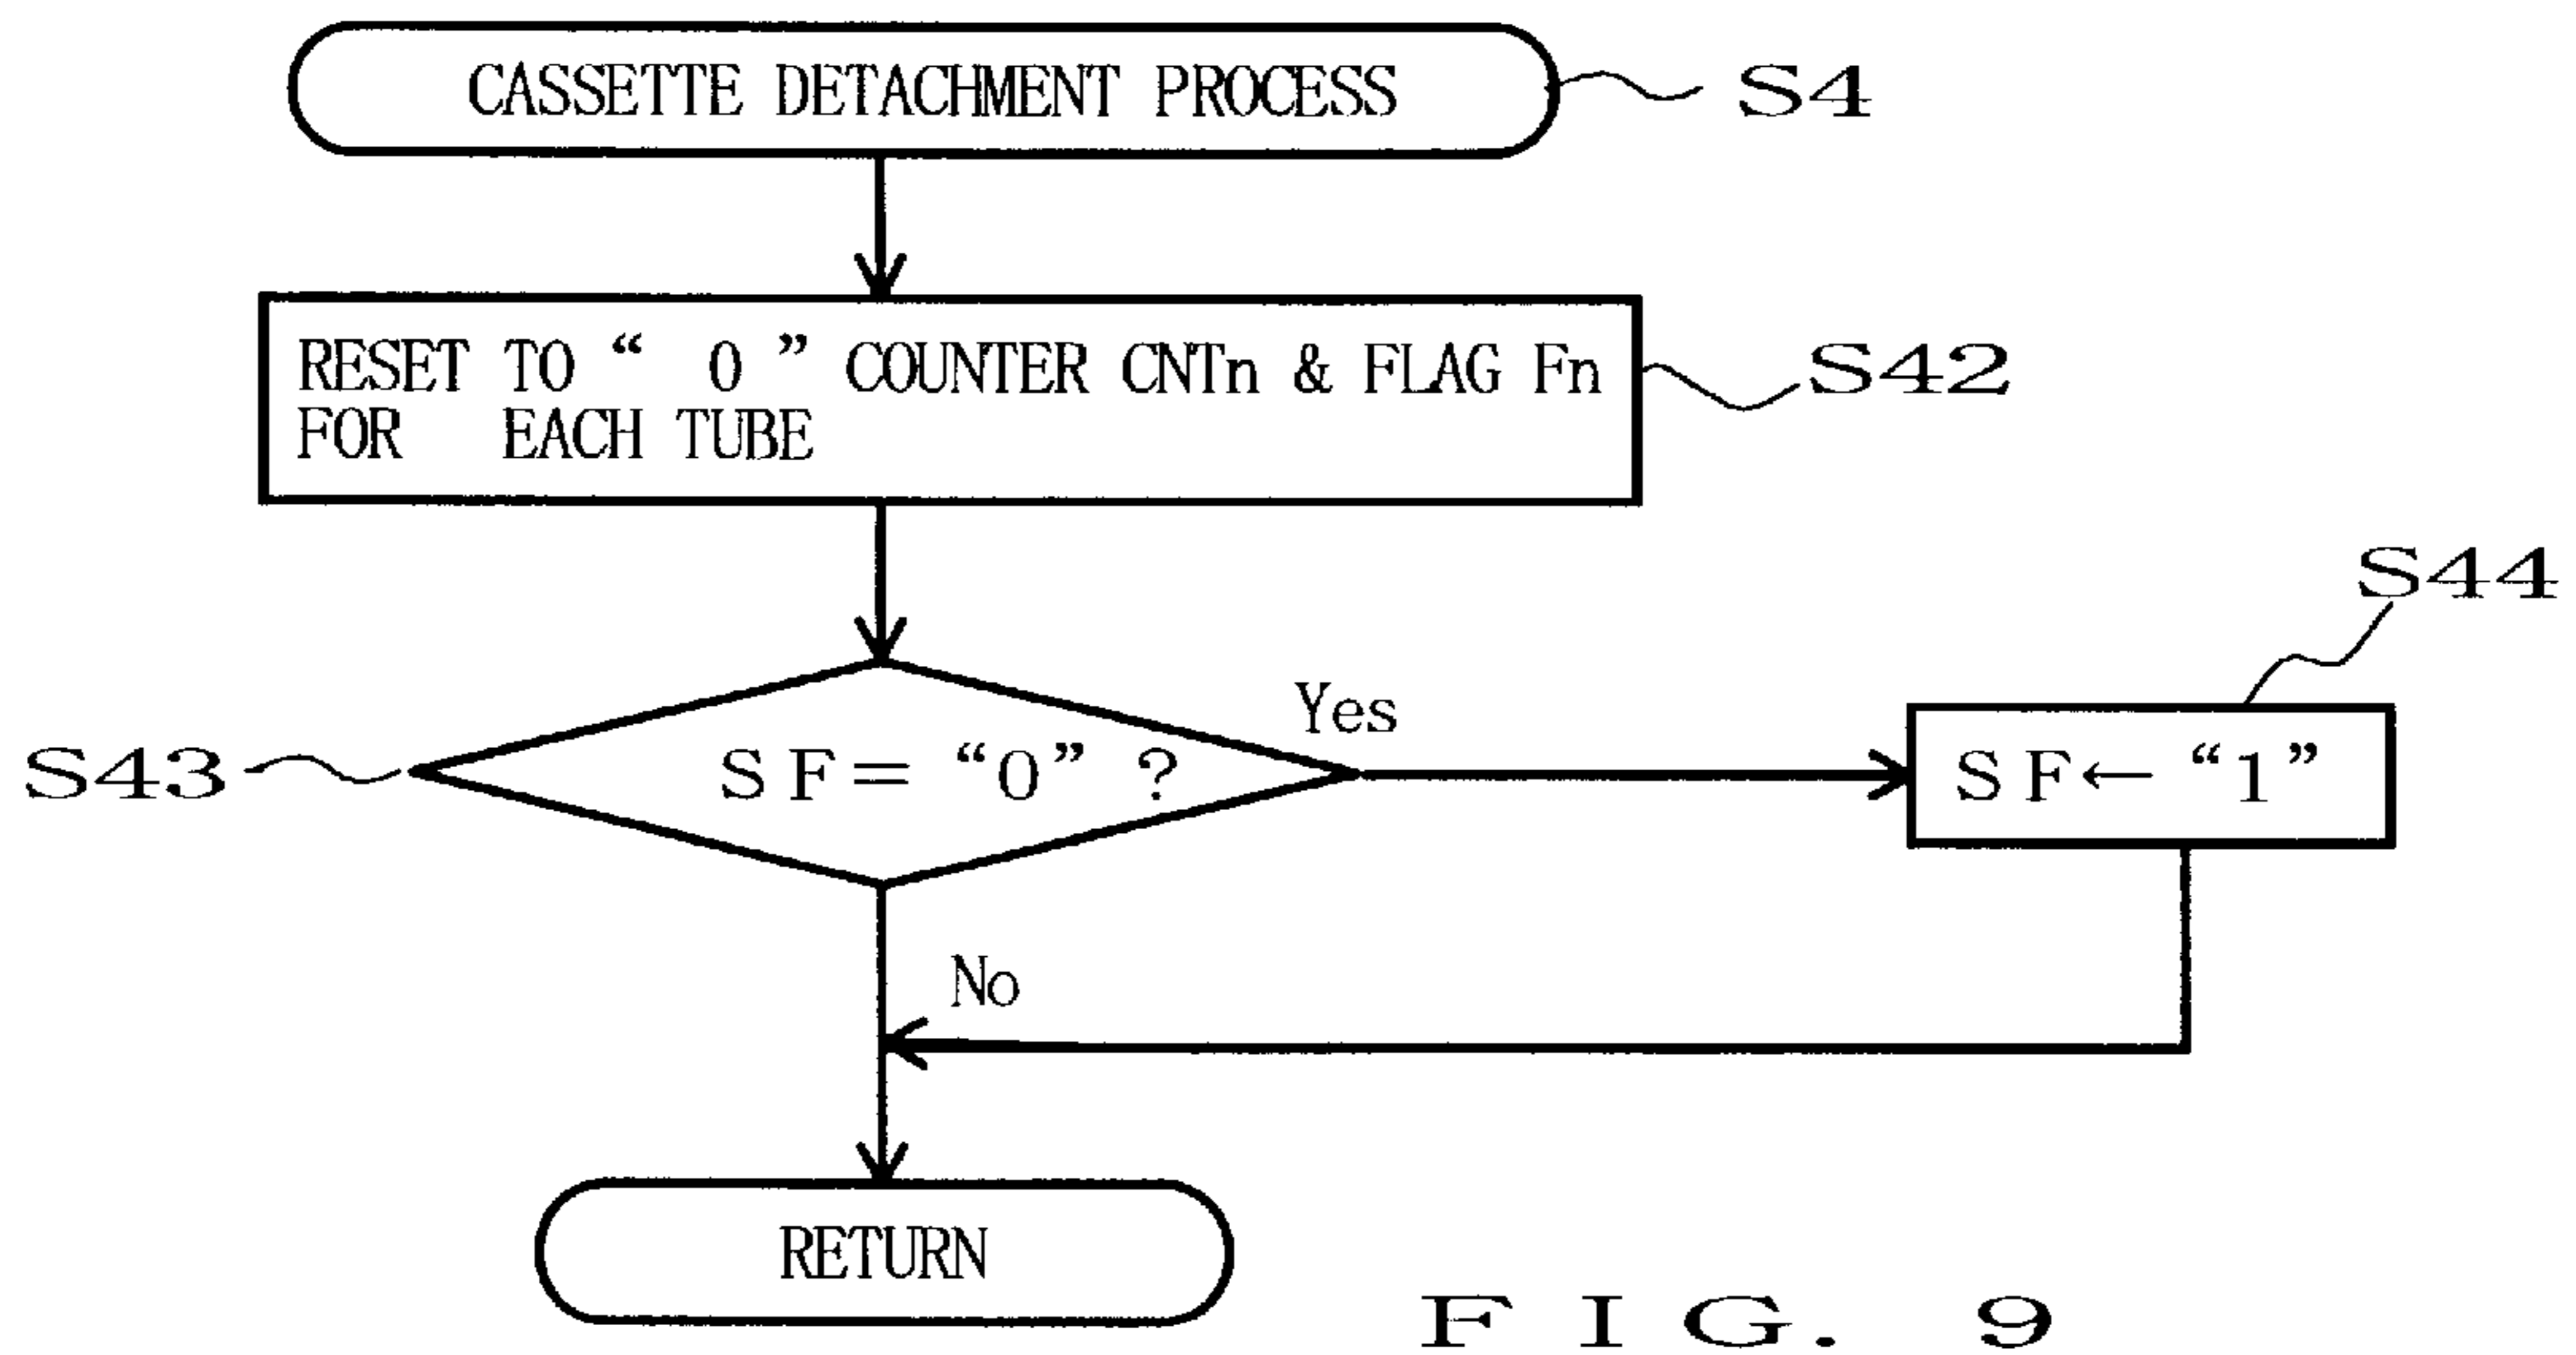 CASSETTE DETACHMENT PROCESS
S4
RESET TO “ 0 ” COUNTER CNTn & FLAG Fn
FOR EACH TUBE
S42
S44
Yes
S43
SF= “0” ?
SF← “1”
No
RETURN
FIG. 9